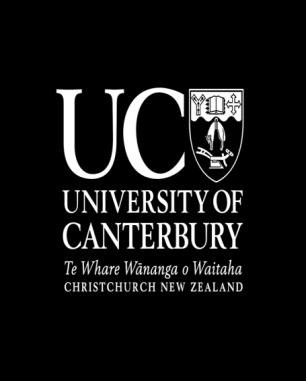 UC
UNIVERSITY OF
CANTERBURY
Te Whare Wānanga o Waitaha
CHRISTCHURCH NEW ZEALAND